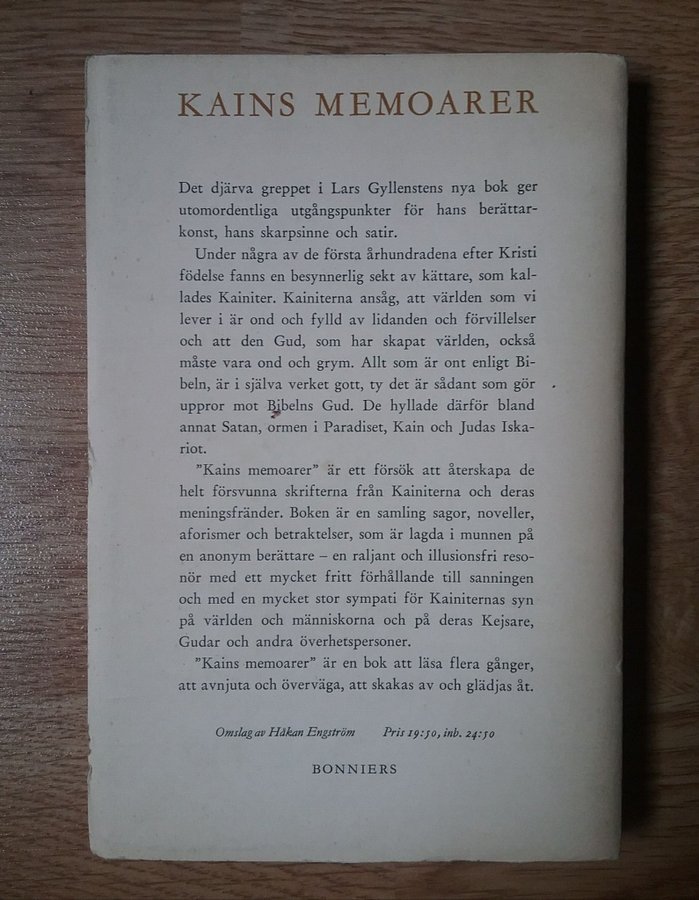 KAINS MEMOARER
Det djärva greppet i Lars Gyllenstens nya bok ger
utomordentliga utgångspunkter för hans berättar-
konst, hans skarpsinne och satir.
Under några av de första århundradena efter Kristi
födelse fanns en besynnerlig sekt av kättare, som kal-
lades Kainiter. Kainiterna ansåg, att världen som vi
lever i är ond och fylld av lidanden och förvillelser
och att den Gud, som har skapat världen, också
måste vara ond och grym. Allt som är ont enligt Bi-
beln, är i själva verket gott, ty det är sådant som gör
uppror mot Bibelns Gud. De hyllade därför bland
annat Satan, ormen i Paradiset, Kain och Judas Iska-
riot.
”Kains memoarer” är ett försök att återskapa de
helt försvunna skrifterna från Kainiterna och deras
meningsfränder. Boken är en samling sagor, noveller,
aforismer och betraktelser, som är lagda i munnen på
en anonym berättare – en raljant och illusionsfri reso-
nör med ett mycket fritt förhållande till sanningen
och med en mycket stor sympati för Kainiternas syn
på världen och människorna och på deras Kejsare,
Gudar och andra överhetspersoner.
”Kains memoarer” är en bok att läsa flera gånger,
att avnjuta och överväga, att skakas av och glädjas åt.
Omslag av Håkan Engström Pris 19:50, inb. 24:50
BONNIERS